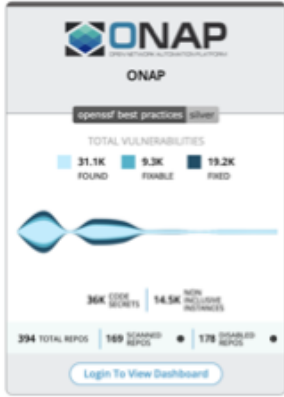 ONAP
OPEN NETWORK AUTOMATION PLATFORM
ONAP
openssf best practices silver
TOTAL VULNERABILITIES
31.1K 9.3K 19.2K
FOUND FIXABLE FIXED
36K CODE SECRETS 14.5K NON INCLUSIVE INSTANCES
394 TOTAL REPOS 169 SCANNED REPOS 178 DISABLED REPOS
Login To View Dashboard